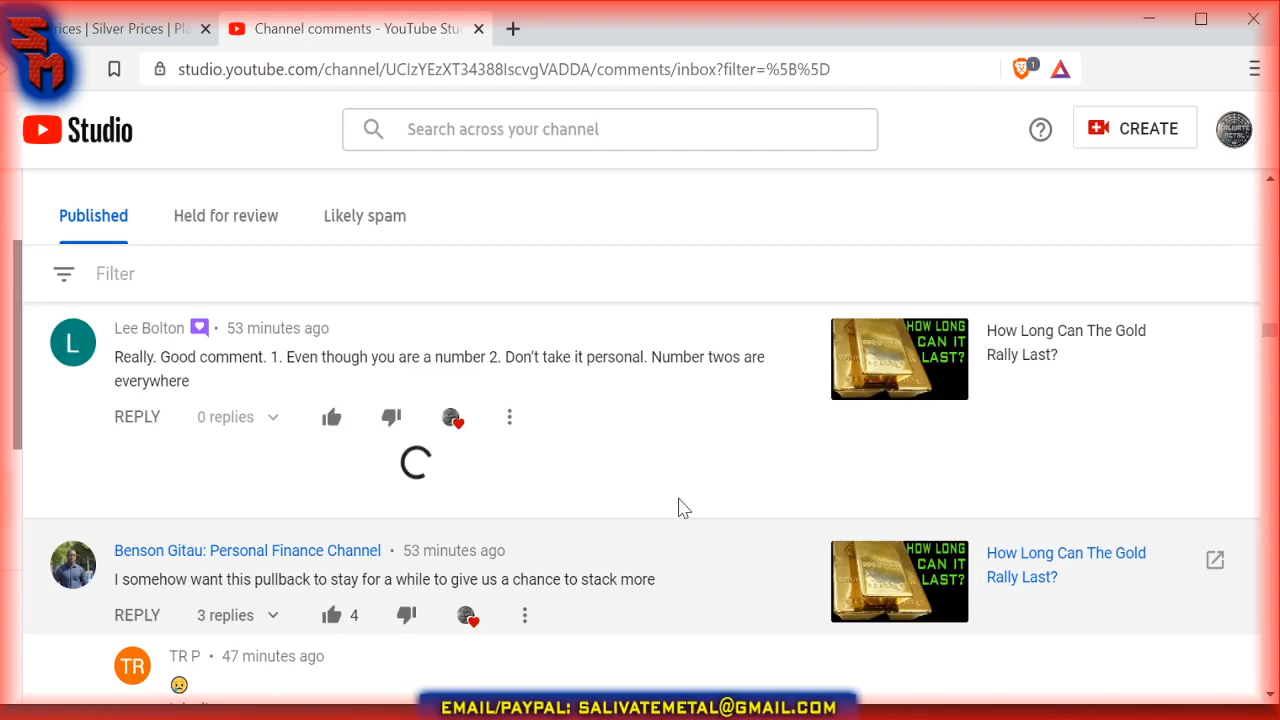 SM
rices | Silver Prices | Pla
Channel comments - YouTube Stu
studio.youtube.com/channel/UCIzYEzXT34388IscvgVADDA/comments/inbox?filter=%5B%5D
1
Studio
Search across your channel
CREATE
SALIVATE METAL
Published
Held for review
Likely spam
Filter
L
Lee Bolton • 53 minutes ago
Really. Good comment. 1. Even though you are a number 2. Don't take it personal. Number twos are
everywhere
REPLY 0 replies
HOW LONG
CAN IT
LAST?
How Long Can The Gold
Rally Last?
Benson Gitau: Personal Finance Channel • 53 minutes ago
I somehow want this pullback to stay for a while to give us a chance to stack more
REPLY 3 replies 4
HOW LONG
CAN IT
LAST?
How Long Can The Gold
Rally Last?
TR
TR P • 47 minutes ago
EMAIL/PAYPAL: SALIVATEMETAL@GMAIL.COM